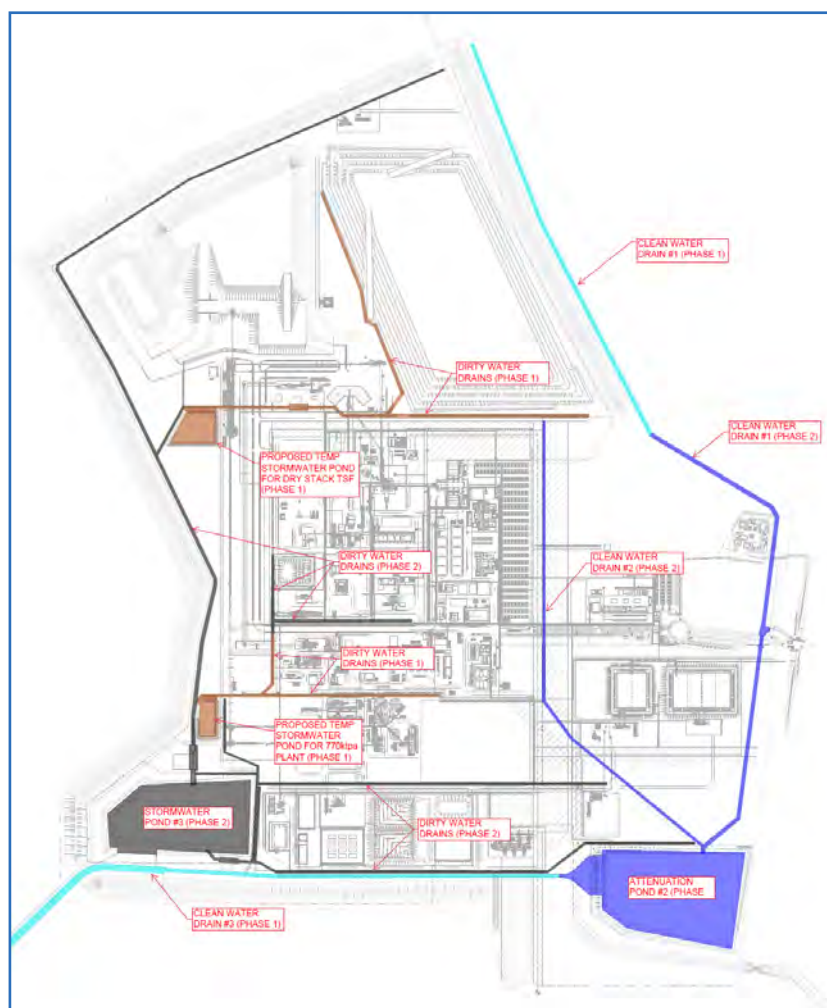 CLEAN WATER
DRAIN #1 (PHASE 1)
DIRTY WATER
DRAINS (PHASE 1)
CLEAN WATER
DRAIN #1 (PHASE 2)
PROPOSED TEMP
STORMWATER POND
FOR DRY STACK TSF
(PHASE 1)
DIRTY WATER
DRAINS (PHASE 2)
CLEAN WATER
DRAIN #2 (PHASE 2)
DIRTY WATER
DRAINS (PHASE 1)
PROPOSED TEMP
STORMWATER
POND FOR 770ktpa
PLANT (PHASE 1)
STORMWATER
POND #3 (PHASE 2)
DIRTY WATER
DRAINS (PHASE 2)
ATTENUATION
POND #2 (PHASE
CLEAN WATER
DRAIN #3 (PHASE 1)